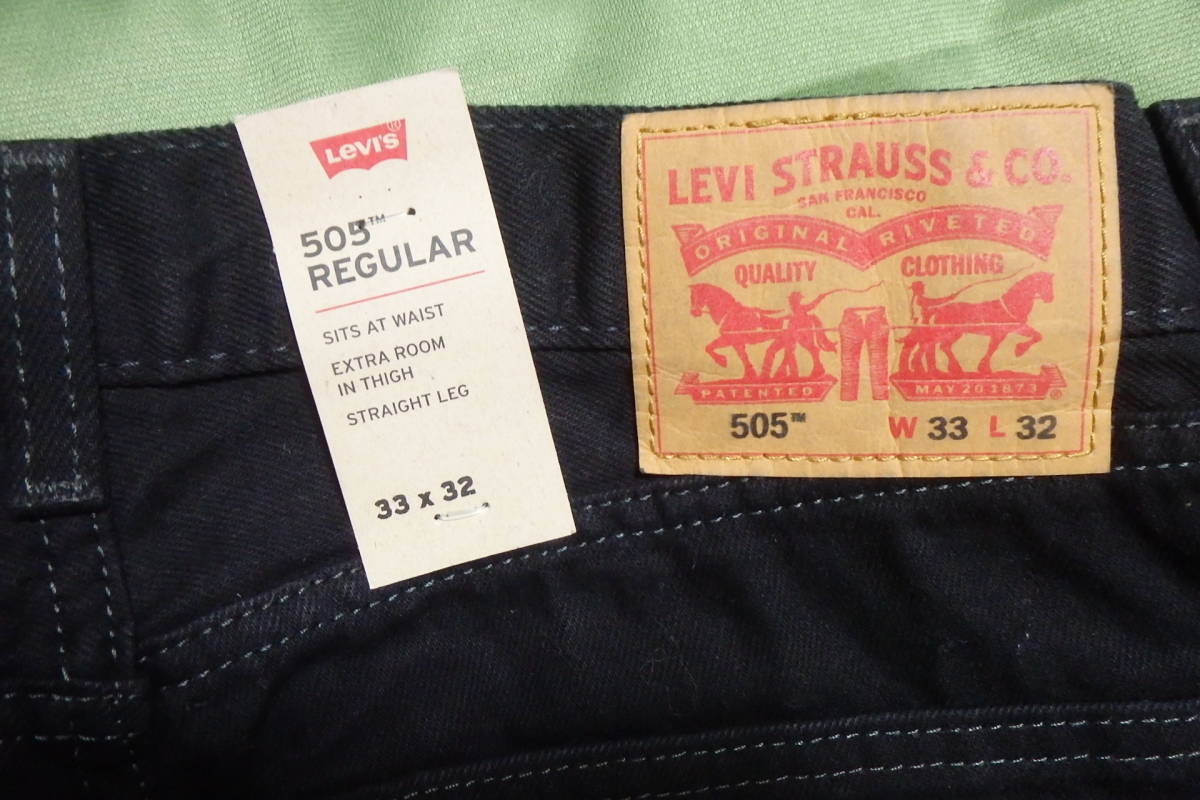 Levi's®
505™
REGULAR
SITS AT WAIST
EXTRA ROOM
IN THIGH
STRAIGHT LEG
33 x 32
LEVI STRAUSS & CO.
SAN FRANCISCO
CAL.
ORIGINAL RIVETED
QUALITY CLOTHING
PATENTED MAY 20 1873 ®
505™ W 33 L 32